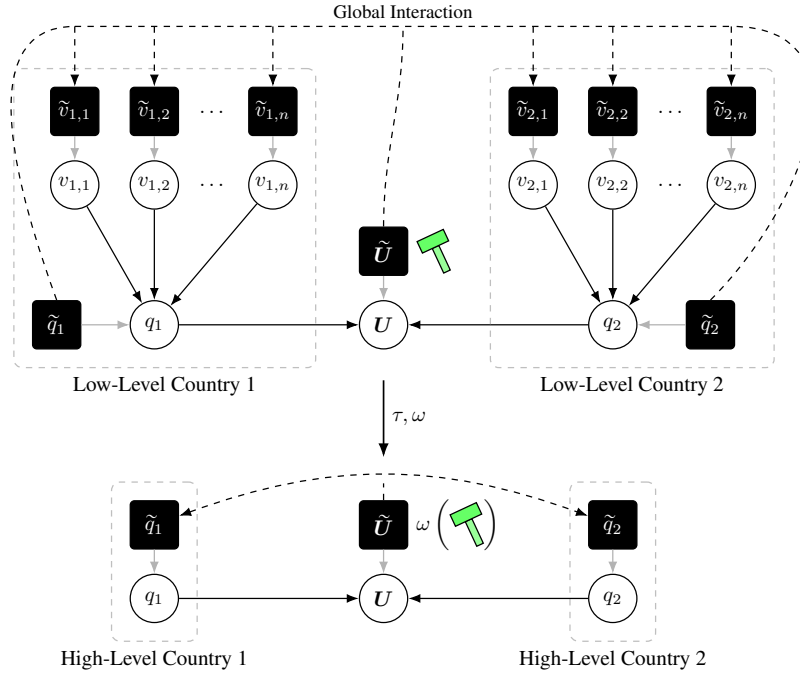 Global Interaction
ṽ₁,₁ ṽ₁,₂ ··· ṽ₁,ₙ ṽ₂,₁ ṽ₂,₂ ··· ṽ₂,ₙ
v₁,₁ v₁,₂ ··· v₁,ₙ v₂,₁ v₂,₂ ··· v₂,ₙ
Ũ
q̃₁ q₁ U q₂ q̃₂
Low-Level Country 1 Low-Level Country 2
τ, ω
q̃₁ Ũ ω ( ) q̃₂
q₁ U q₂
High-Level Country 1 High-Level Country 2